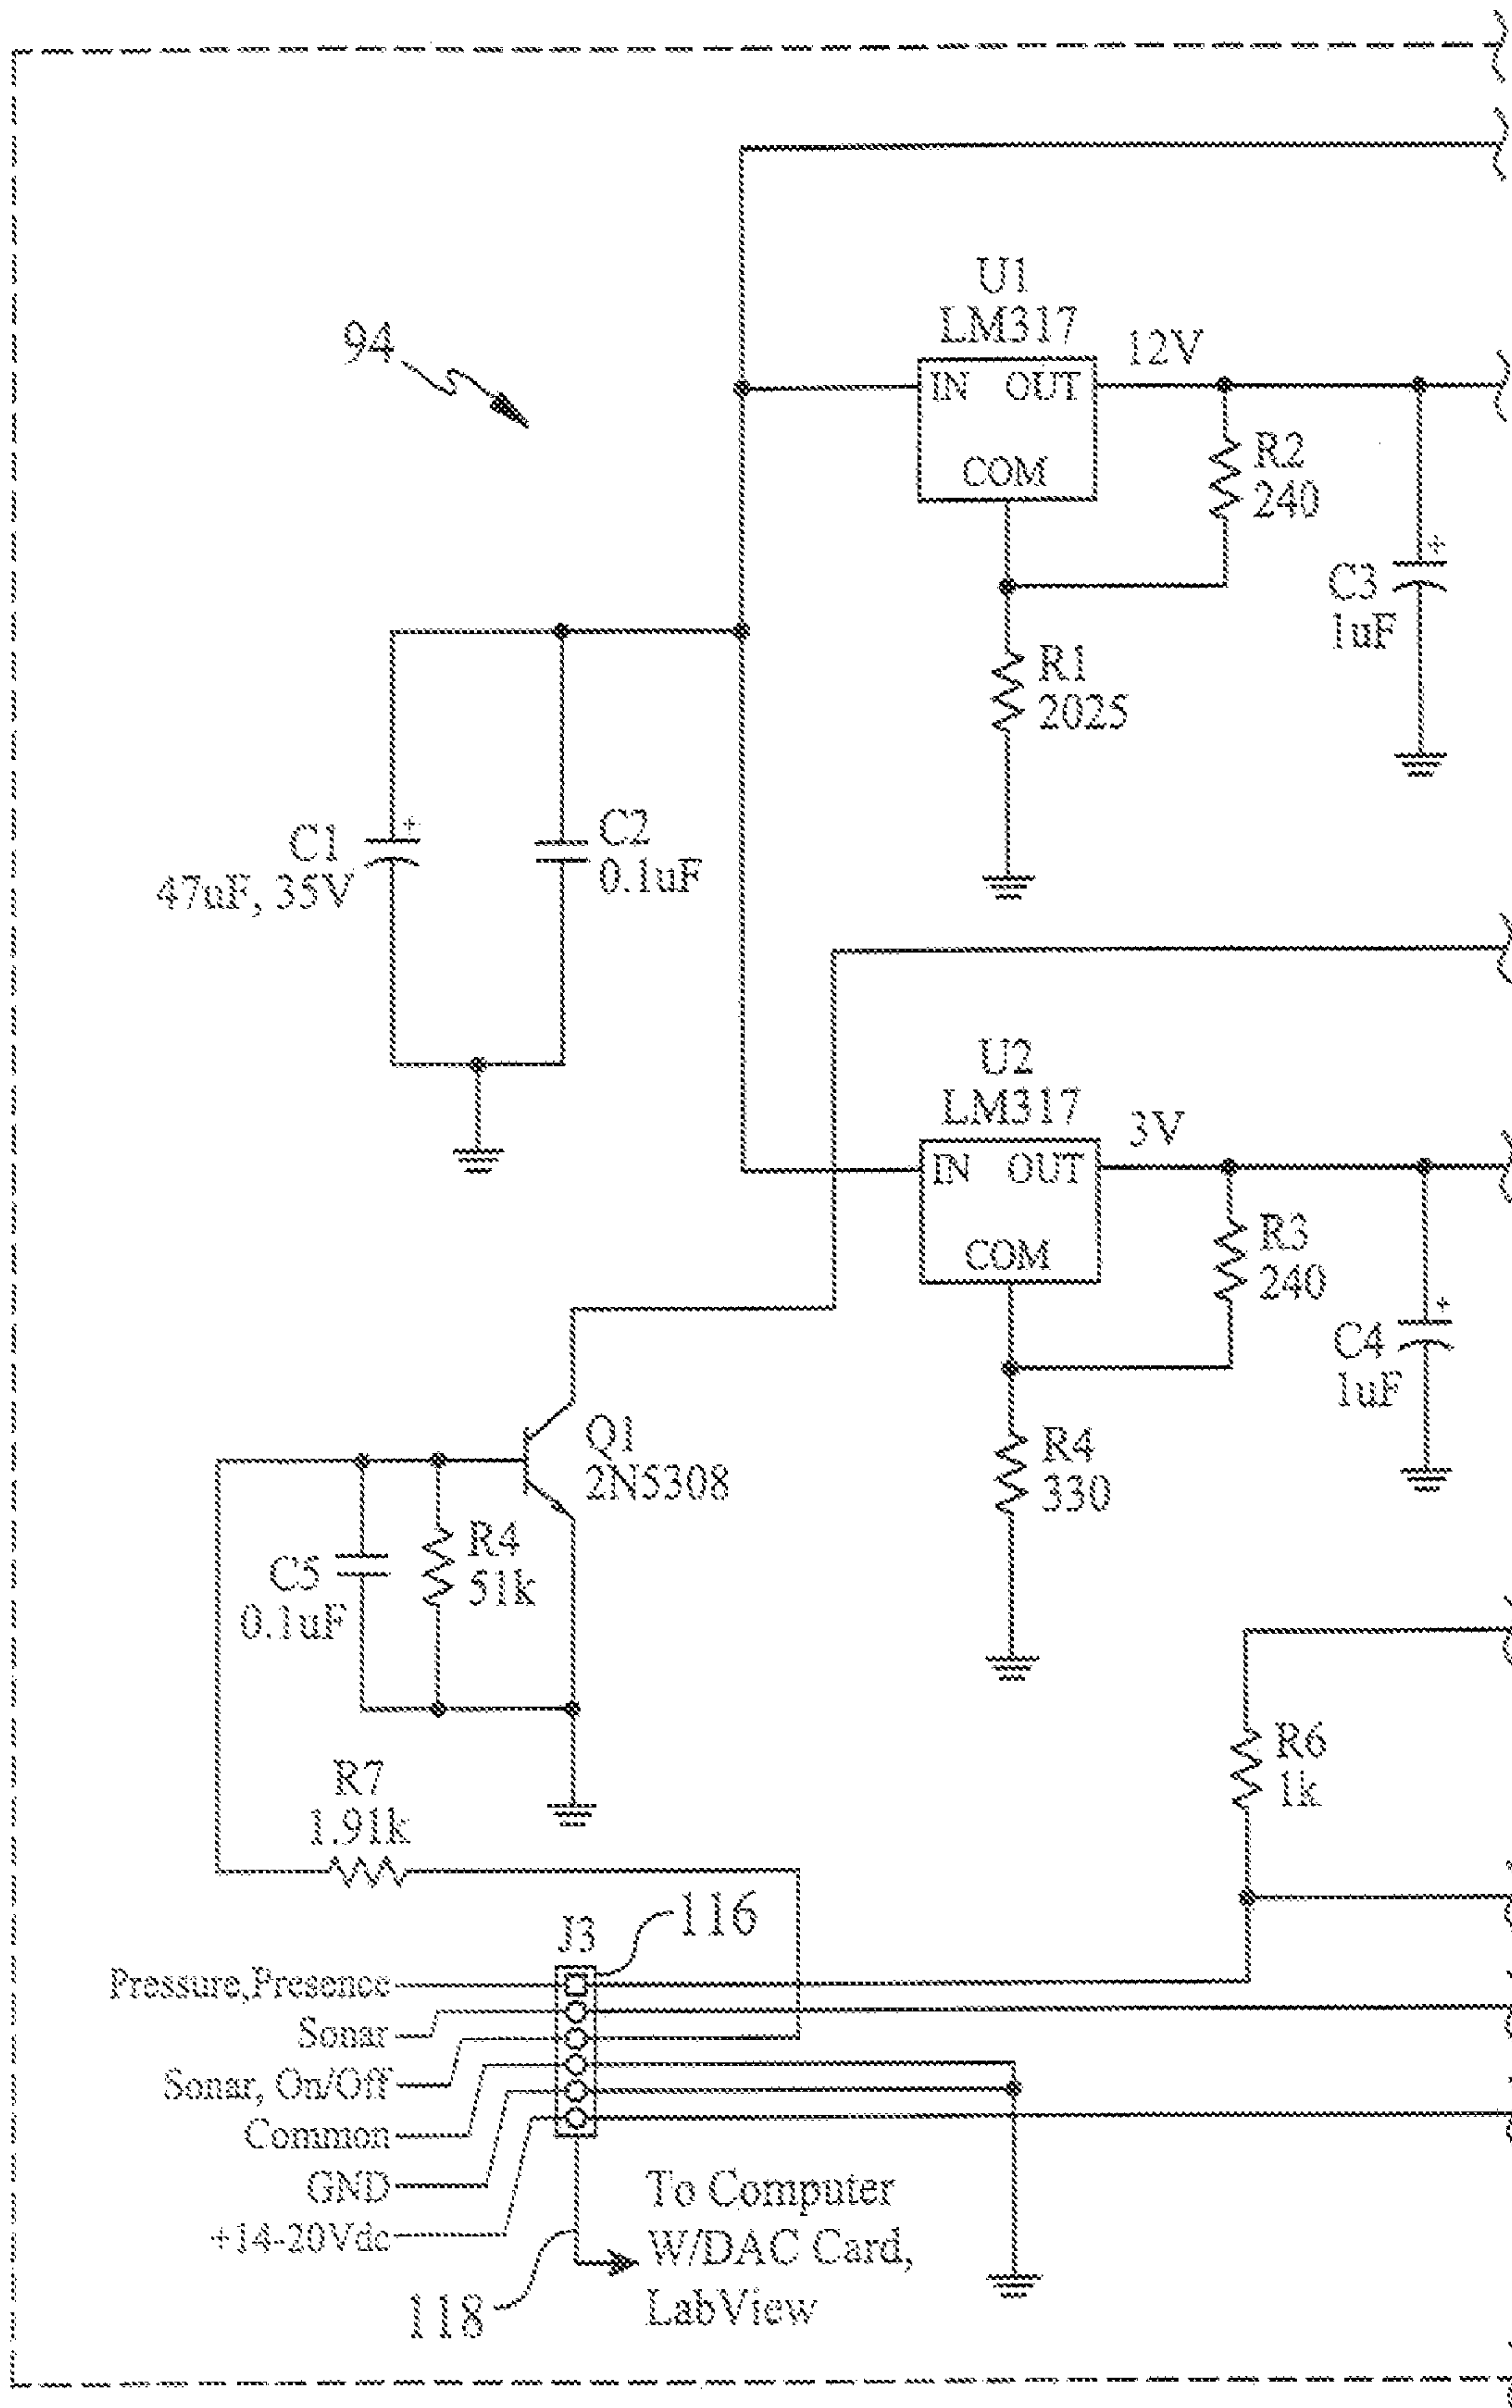 94
U1
LM317
12V
IN OUT
COM
R2
240
C3
1uF
+
R1
2025
C1
47uF, 35V
+
C2
0.1uF
U2
LM317
3V
IN OUT
COM
R3
240
C4
1uF
+
R4
330
Q1
2N5308
C5
0.1uF
R4
51k
R7
1.91k
R6
1k
J3
116
Pressure,Presence
Sonar
Sonar, On/Off
Common
GND
+14-20Vdc
118
To Computer
W/DAC Card,
LabView